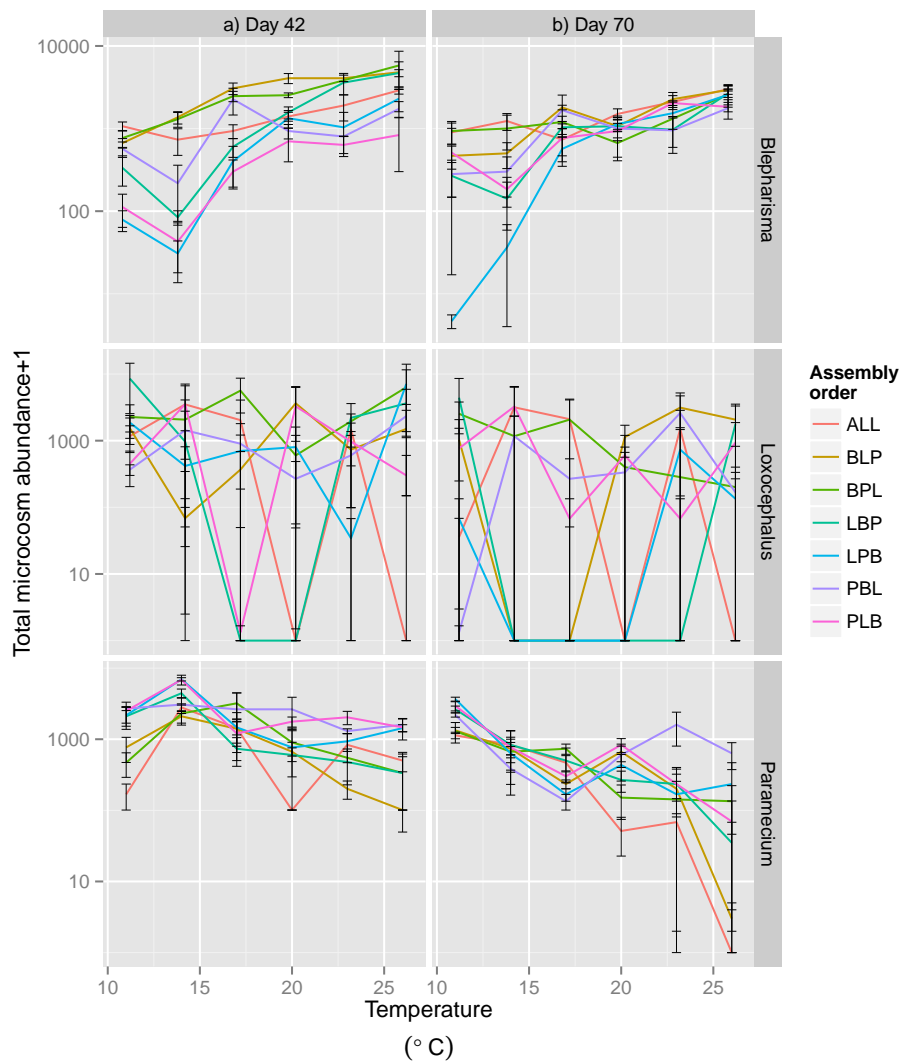 a) Day 42
b) Day 70
10000
100
Blepharisma
1000
10
Loxocephalus
1000
10
Paramecium
Total microcosm abundance+1
10 15 20 25
10 15 20 25
Temperature
(° C)
Assembly
order
ALL
BLP
BPL
LBP
LPB
PBL
PLB